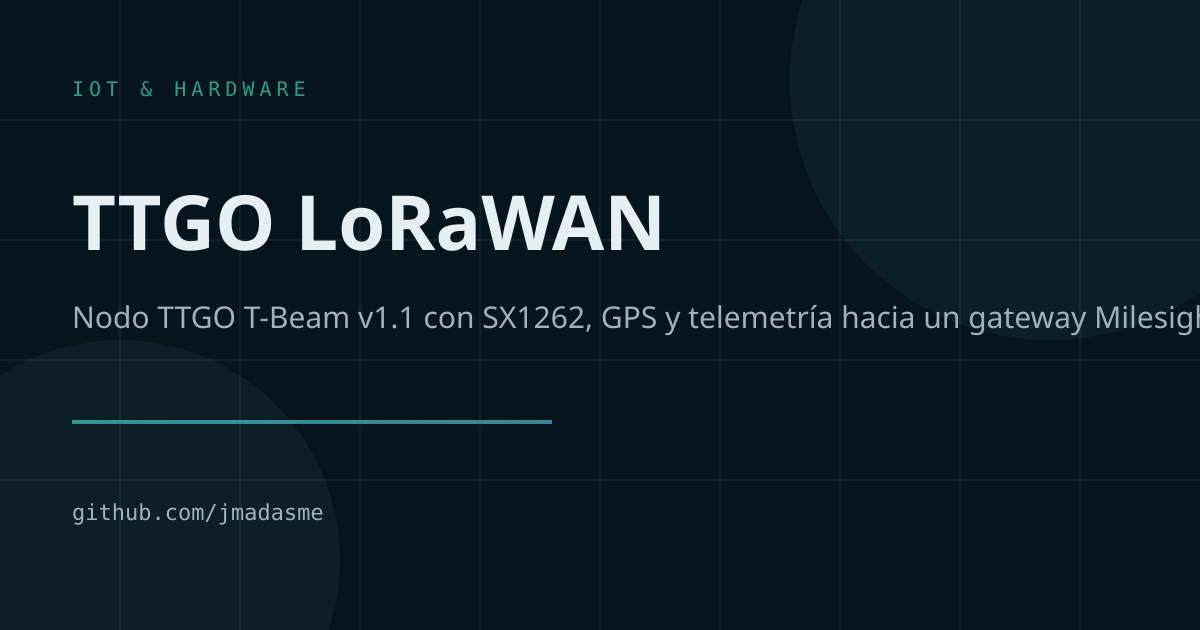 IOT & HARDWARE
TTGO LoRaWAN
Nodo TTGO T-Beam v1.1 con SX1262, GPS y telemetría hacia un gateway
github.com/jmadasme